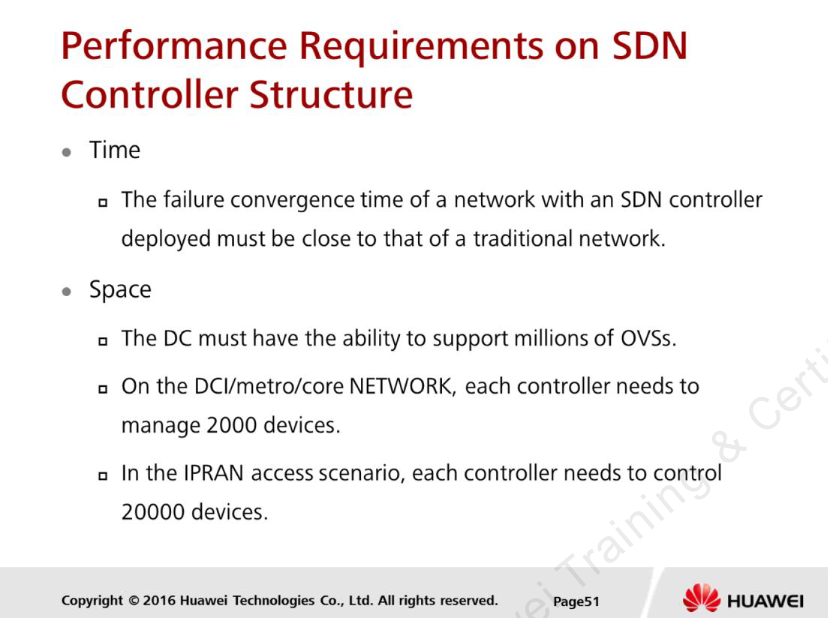 Performance Requirements on SDN
Controller Structure
Time
The failure convergence time of a network with an SDN controller
deployed must be close to that of a traditional network.
Space
The DC must have the ability to support millions of OVSs.
On the DCI/metro/core NETWORK, each controller needs to
manage 2000 devices.
In the IPRAN access scenario, each controller needs to control
20000 devices.
Training &
Copyright © 2016 Huawei Technologies Co., Ltd. All rights reserved.
Page51
HUAWEI